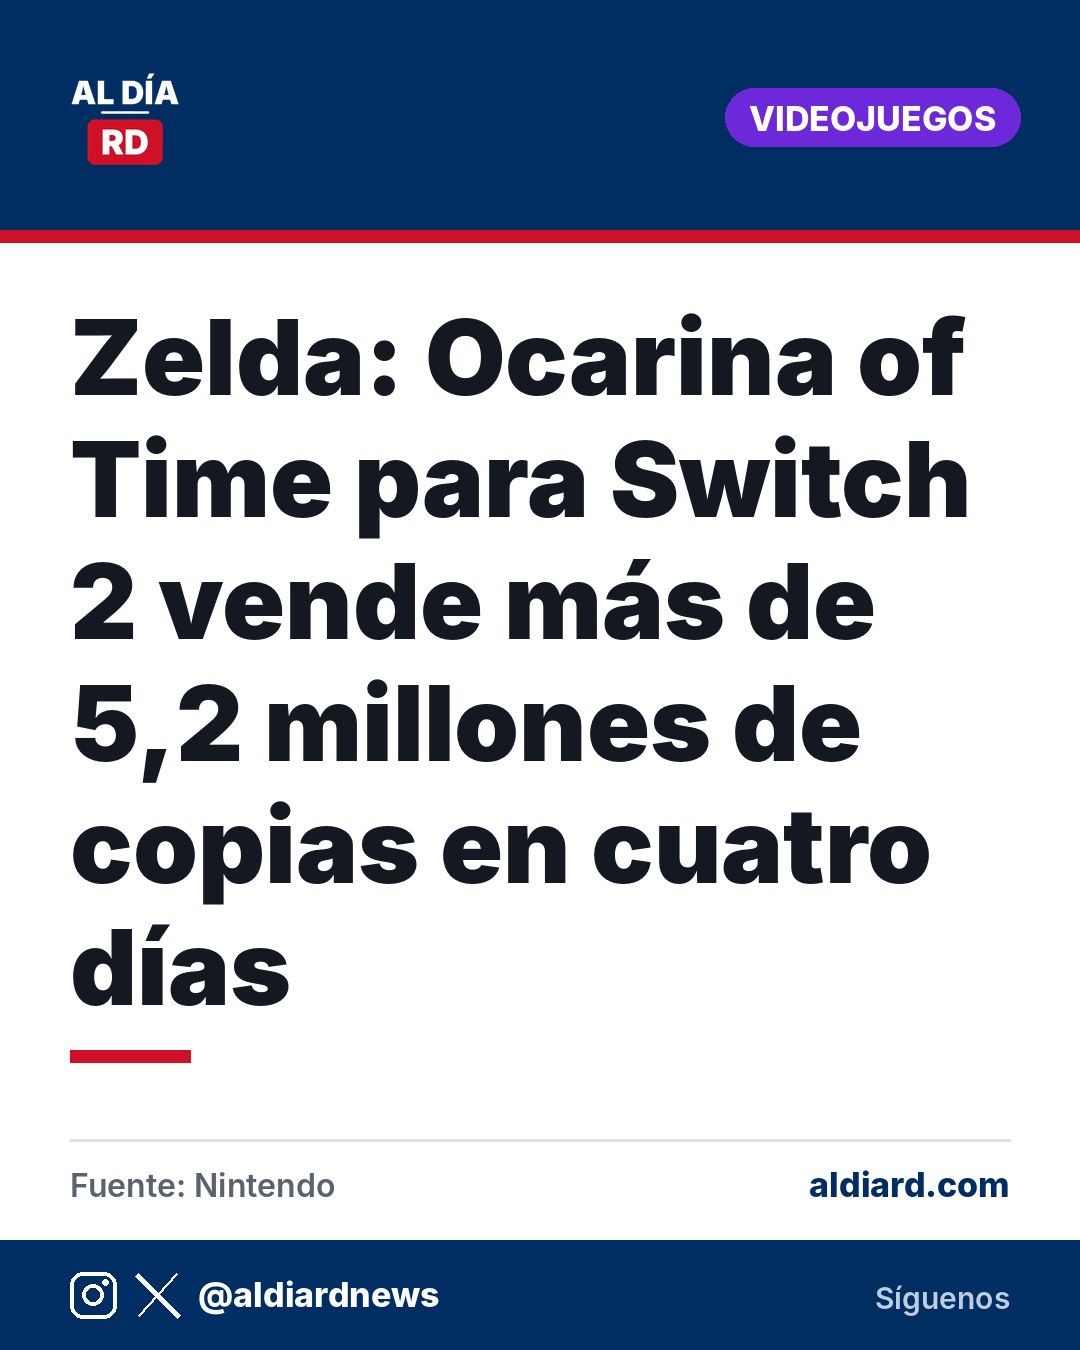 AL DÍA
RD
VIDEOJUEGOS
Zelda: Ocarina of
Time para Switch
2 vende más de
5,2 millones de
copias en cuatro
días
Fuente: Nintendo
aldiard.com
@aldiardnews
Síguenos